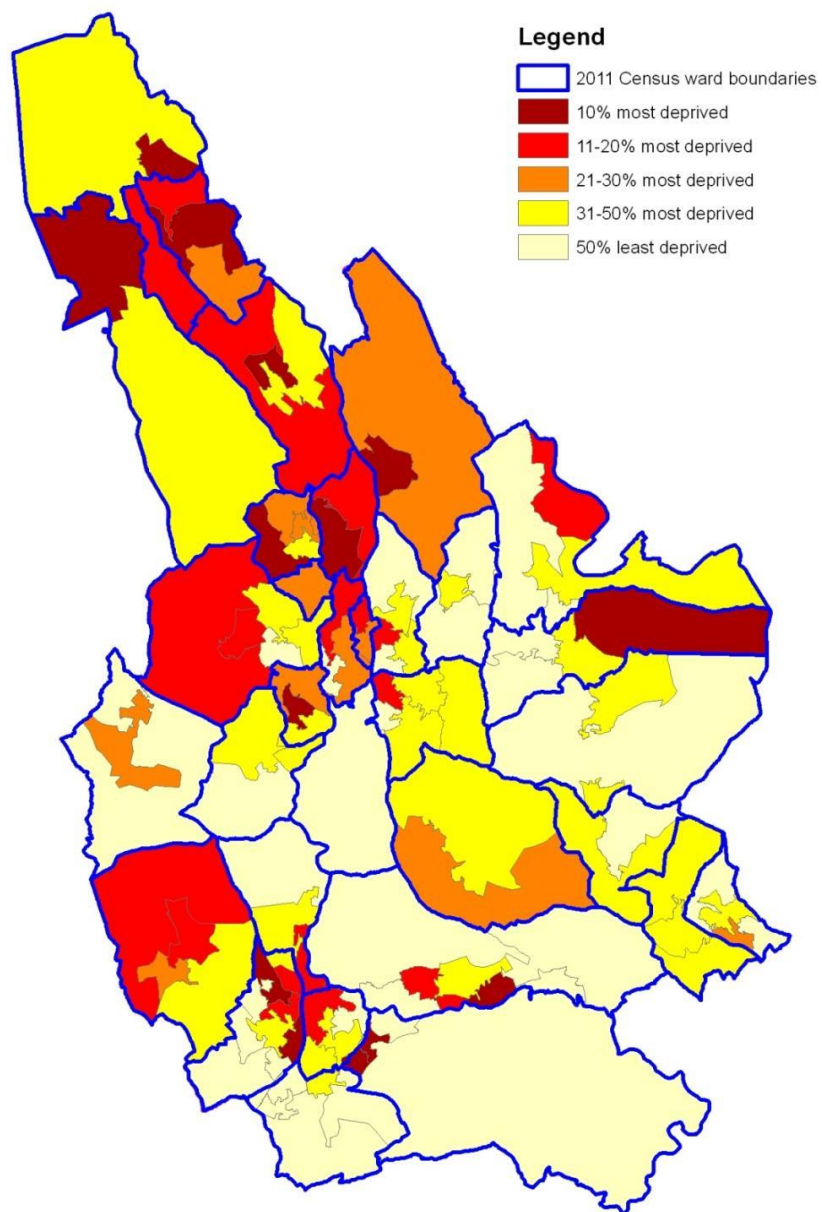 Legend
2011 Census ward boundaries
10% most deprived
11-20% most deprived
21-30% most deprived
31-50% most deprived
50% least deprived